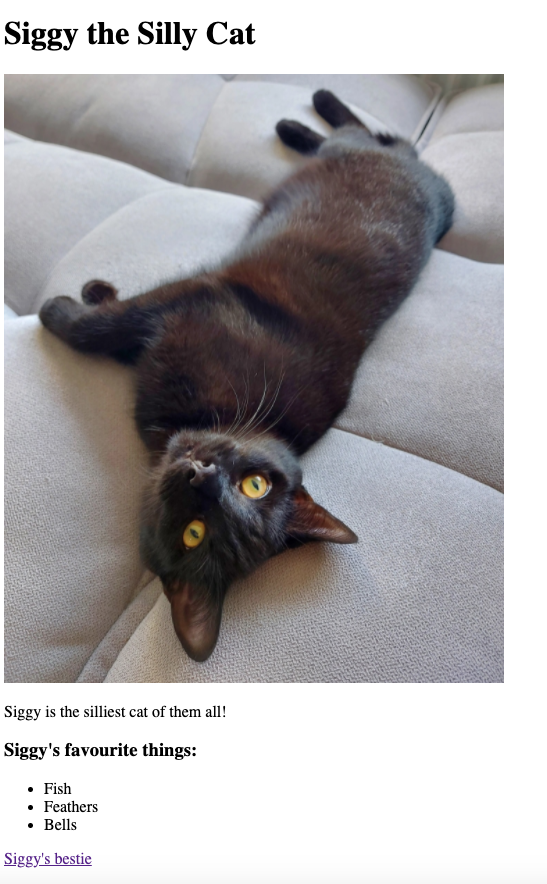 Siggy the Silly Cat
Siggy is the silliest cat of them all!
Siggy's favourite things:
Fish
Feathers
Bells
Siggy's bestie